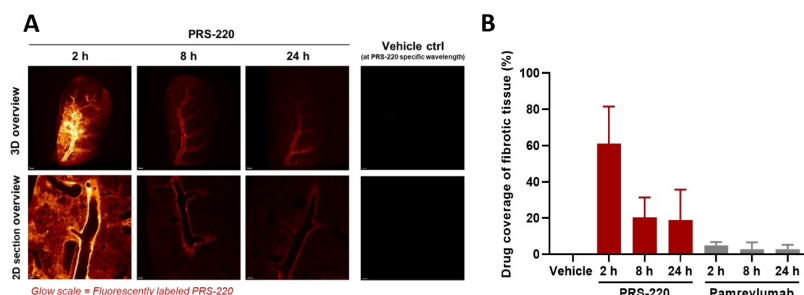 A
PRS-220
2 h 8 h 24 h
Vehicle ctrl
(at PRS-220 specific wavelength)
3D overview
2D section overview
Glow scale = Fluorescently labeled PRS-220
B
Drug coverage of fibrotic tissue (%)
100
80
60
40
20
0
Vehicle 2 h 8 h 24 h 2 h 8 h 24 h
PRS-220 Pamrevlumab